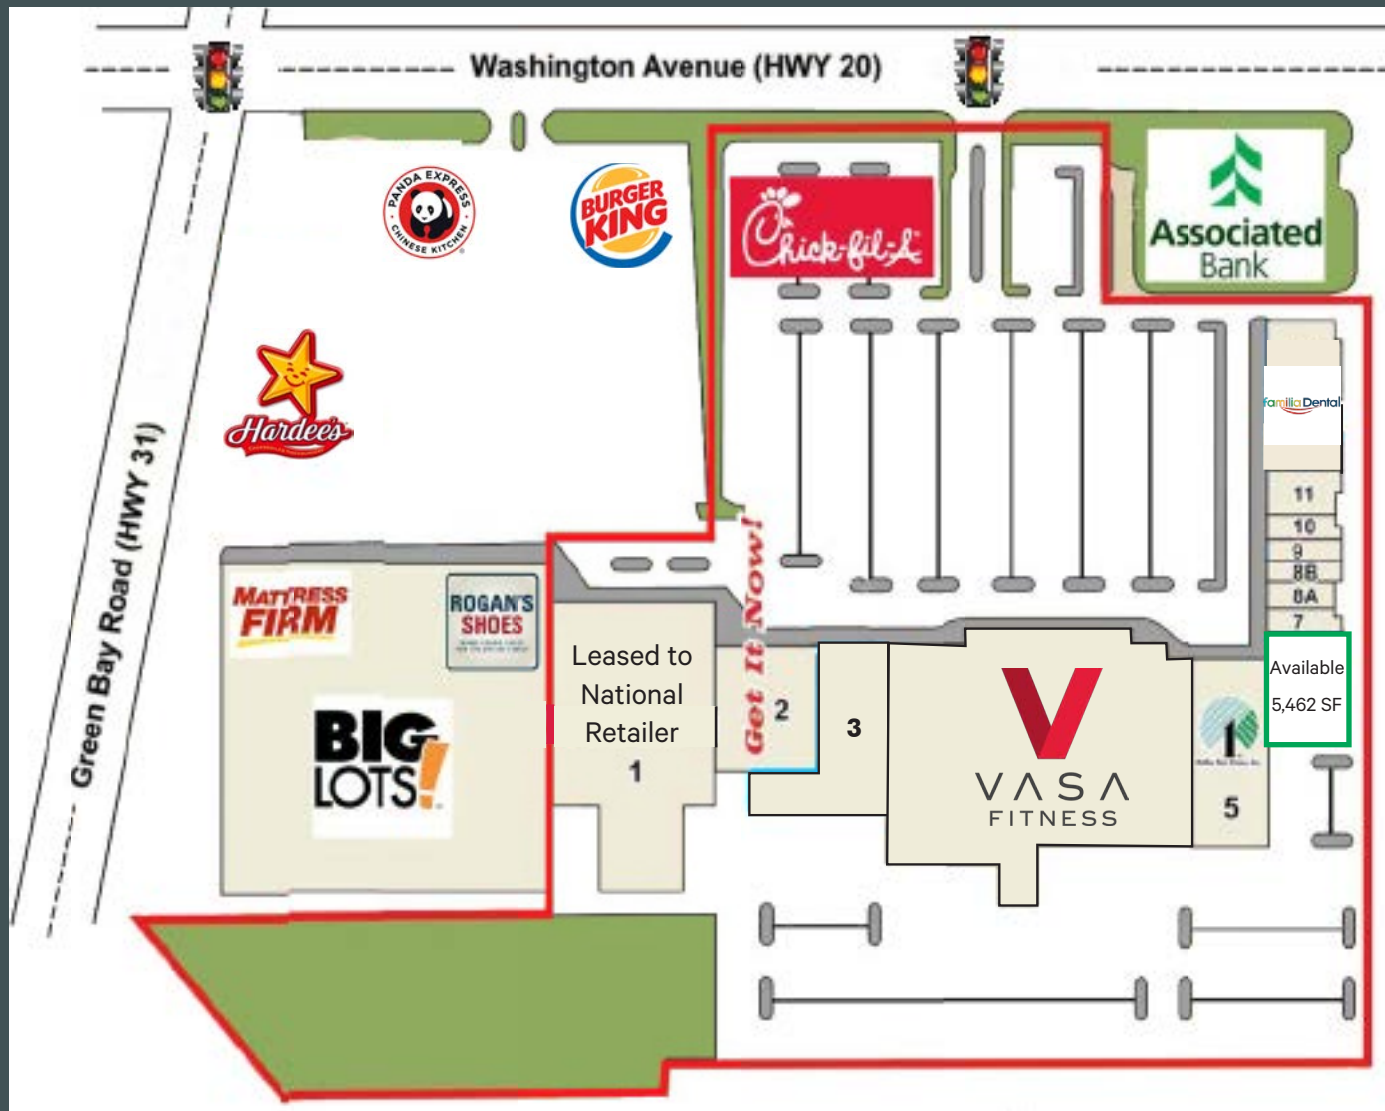 Washington Avenue (HWY 20)
PANDA EXPRESS
CHINESE KITCHEN
BURGER
KING
Chick-fil-A
Associated
Bank
Hardee's
Green Bay Road (HWY 31)
familia Dental
11
10
9
8B
8A
7
Available
5,462 SF
MATTRESS
FIRM
ROGAN'S
SHOES
BIG
LOTS!
Leased to
National
Retailer
1
Get It Now!
2
3
VASA
FITNESS
5